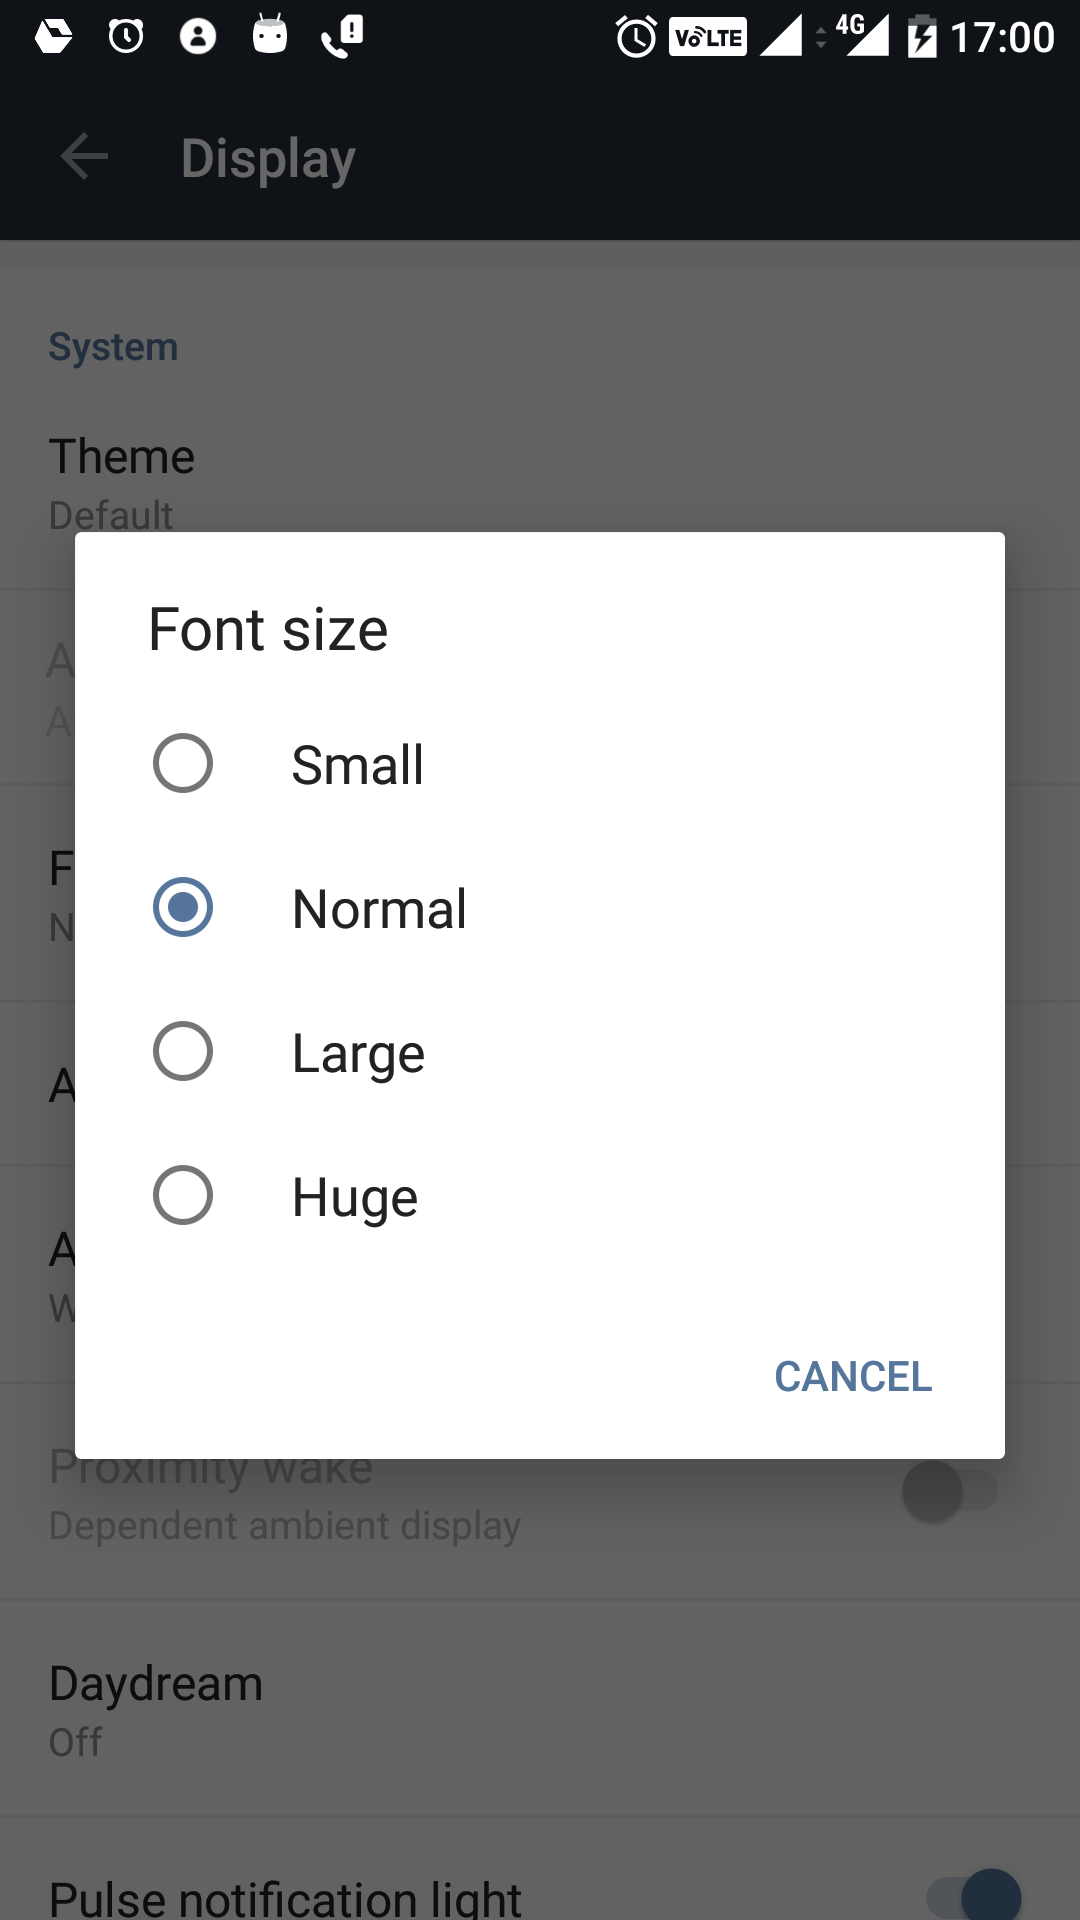 VoLTE 4G 17:00
Display
System
Theme
Default
Font size
A
A
Small
F
Normal
N
Large
A
Huge
A
W
CANCEL
Proximity wake
Dependent ambient display
Daydream
Off
Pulse notification light